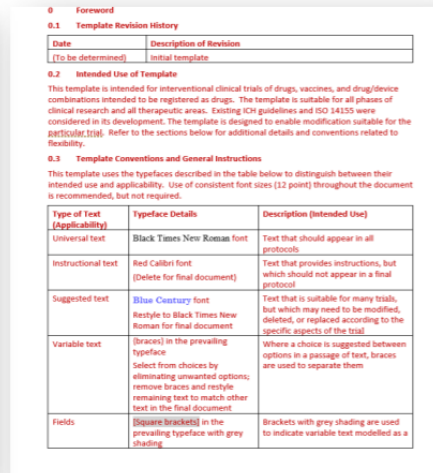 0 Foreword
0.1 Template Revision History
Date Description of Revision
(To be determined) Initial template
0.2 Intended Use of Template
This template is intended for interventional clinical trials of drugs, vaccines, and drug/device
combinations intended to be registered as drugs. The template is suitable for all phases of
clinical research and all therapeutic areas. Existing ICH guidelines and ISO 14155 were
considered in its development. The template is designed to enable modification suitable for the
particular trial. Refer to the sections below for additional details and conventions related to
flexibility.
0.3 Template Conventions and General Instructions
This template uses the typefaces described in the table below to distinguish between their
intended use and applicability. Use of consistent font sizes (12 point) throughout the document
is recommended, but not required.
Type of Text Typeface Details Description (Intended Use)
(Applicability)
Universal text Black Times New Roman font Text that should appear in all
protocols
Instructional text Red Calibri font Text that provides instructions, but
(Delete for final document) which should not appear in a final
protocol
Suggested text Blue Century font Text that is suitable for many trials,
Restyle to Black Times New but which may need to be modified,
Roman for final document deleted, or replaced according to the
specific aspects of the trial
Variable text {braces} in the prevailing Where a choice is suggested between
typeface options in a passage of text, braces
Select from choices by are used to separate them
eliminating unwanted options;
remove braces and restyle
remaining text to match other
text in the final document
Fields [Square brackets] in the Brackets with grey shading are used
prevailing typeface with grey to indicate variable text modelled as a
shading